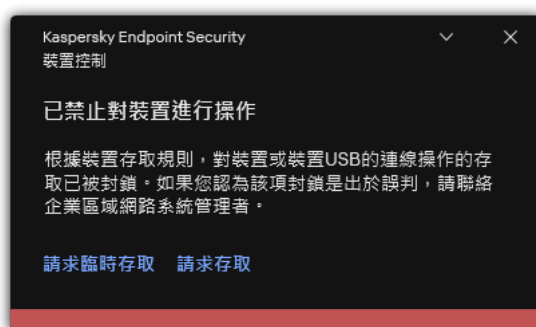 Kaspersky Endpoint Security
裝置控制
已禁止對裝置進行操作
根據裝置存取規則，對裝置或裝置USB的連線操作的存
取已被封鎖。如果您認為該項封鎖是出於誤判，請聯絡
企業區域網路系統管理者。
請求臨時存取 請求存取